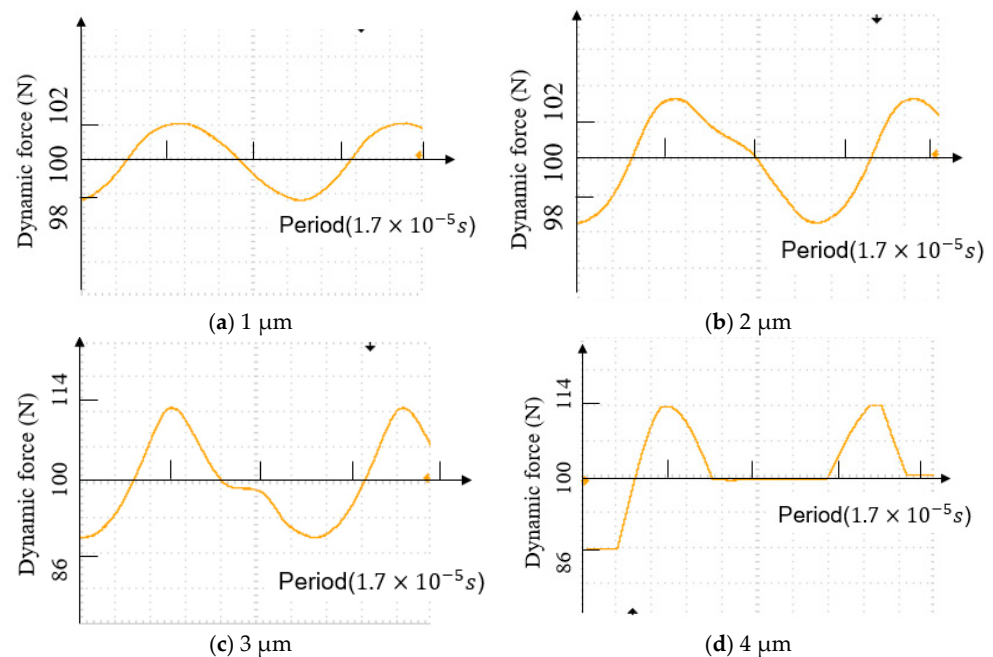 Dynamic force (N)
102
100
98
Period(1.7 × 10⁻⁵s)
(a) 1 μm
Dynamic force (N)
102
100
98
Period(1.7 × 10⁻⁵s)
(b) 2 μm
Dynamic force (N)
114
100
86
Period(1.7 × 10⁻⁵s)
(c) 3 μm
Dynamic force (N)
114
100
86
Period(1.7 × 10⁻⁵s)
(d) 4 μm